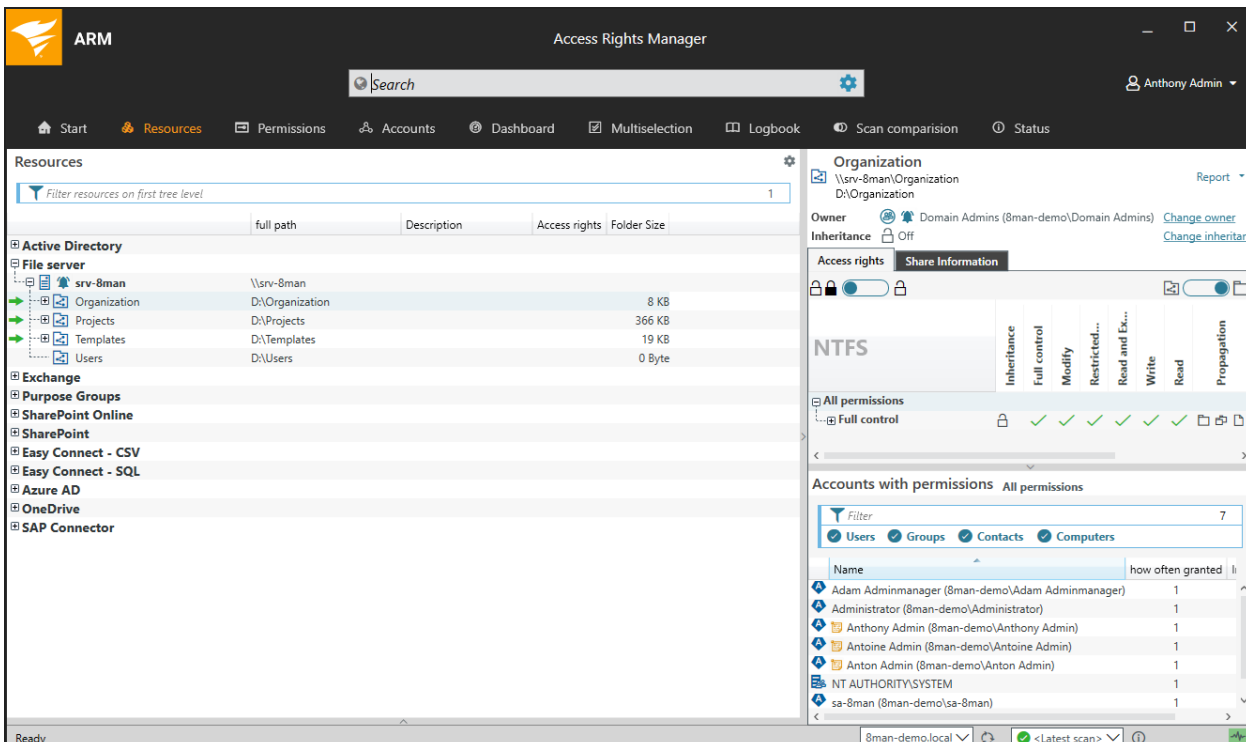 ARM
Access Rights Manager
Search
Anthony Admin
Start Resources Permissions Accounts Dashboard Multiselection Logbook Scan comparision Status
Resources
Filter resources on first tree level 1
full path Description Access rights Folder Size
Active Directory
File server
srv-8man \\srv-8man
Organization D:\Organization 8 KB
Projects D:\Projects 366 KB
Templates D:\Templates 19 KB
Users D:\Users 0 Byte
Exchange
Purpose Groups
SharePoint Online
SharePoint
Easy Connect - CSV
Easy Connect - SQL
Azure AD
OneDrive
SAP Connector
Organization
\\srv-8man\Organization Report
D:\Organization
Owner Domain Admins (8man-demo\Domain Admins) Change owner
Inheritance Off Change inheritar
Access rights Share Information
NTFS
Inheritance
Full control
Modify
Restricted...
Read and Ex...
Write
Read
Propagation
All permissions
Full control
Accounts with permissions All permissions
Filter 7
Users Groups Contacts Computers
Name how often granted
Adam Adminmanager (8man-demo\Adam Adminmanager) 1
Administrator (8man-demo\Administrator) 1
Anthony Admin (8man-demo\Anthony Admin) 1
Antoine Admin (8man-demo\Antoine Admin) 1
Anton Admin (8man-demo\Anton Admin) 1
NT AUTHORITY\SYSTEM 1
sa-8man (8man-demo\sa-8man) 1
Ready 8man-demo.local <Latest scan>